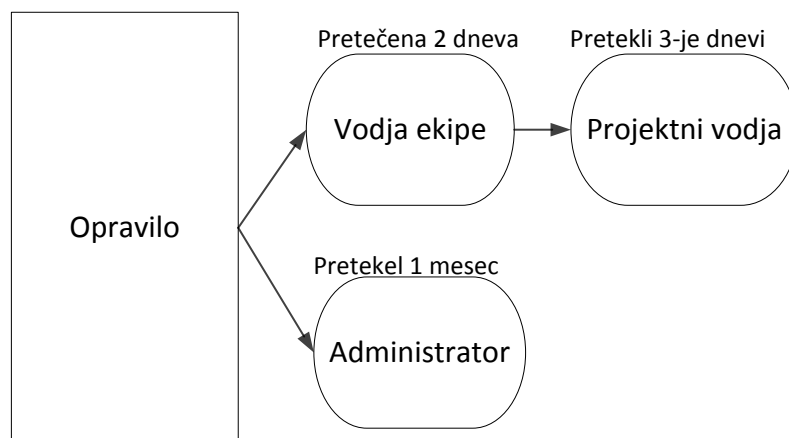 Pretečena 2 dneva
Pretekli 3-je dnevi
Vodja ekipe
Projektni vodja
Opravilo
Pretekel 1 mesec
Administrator